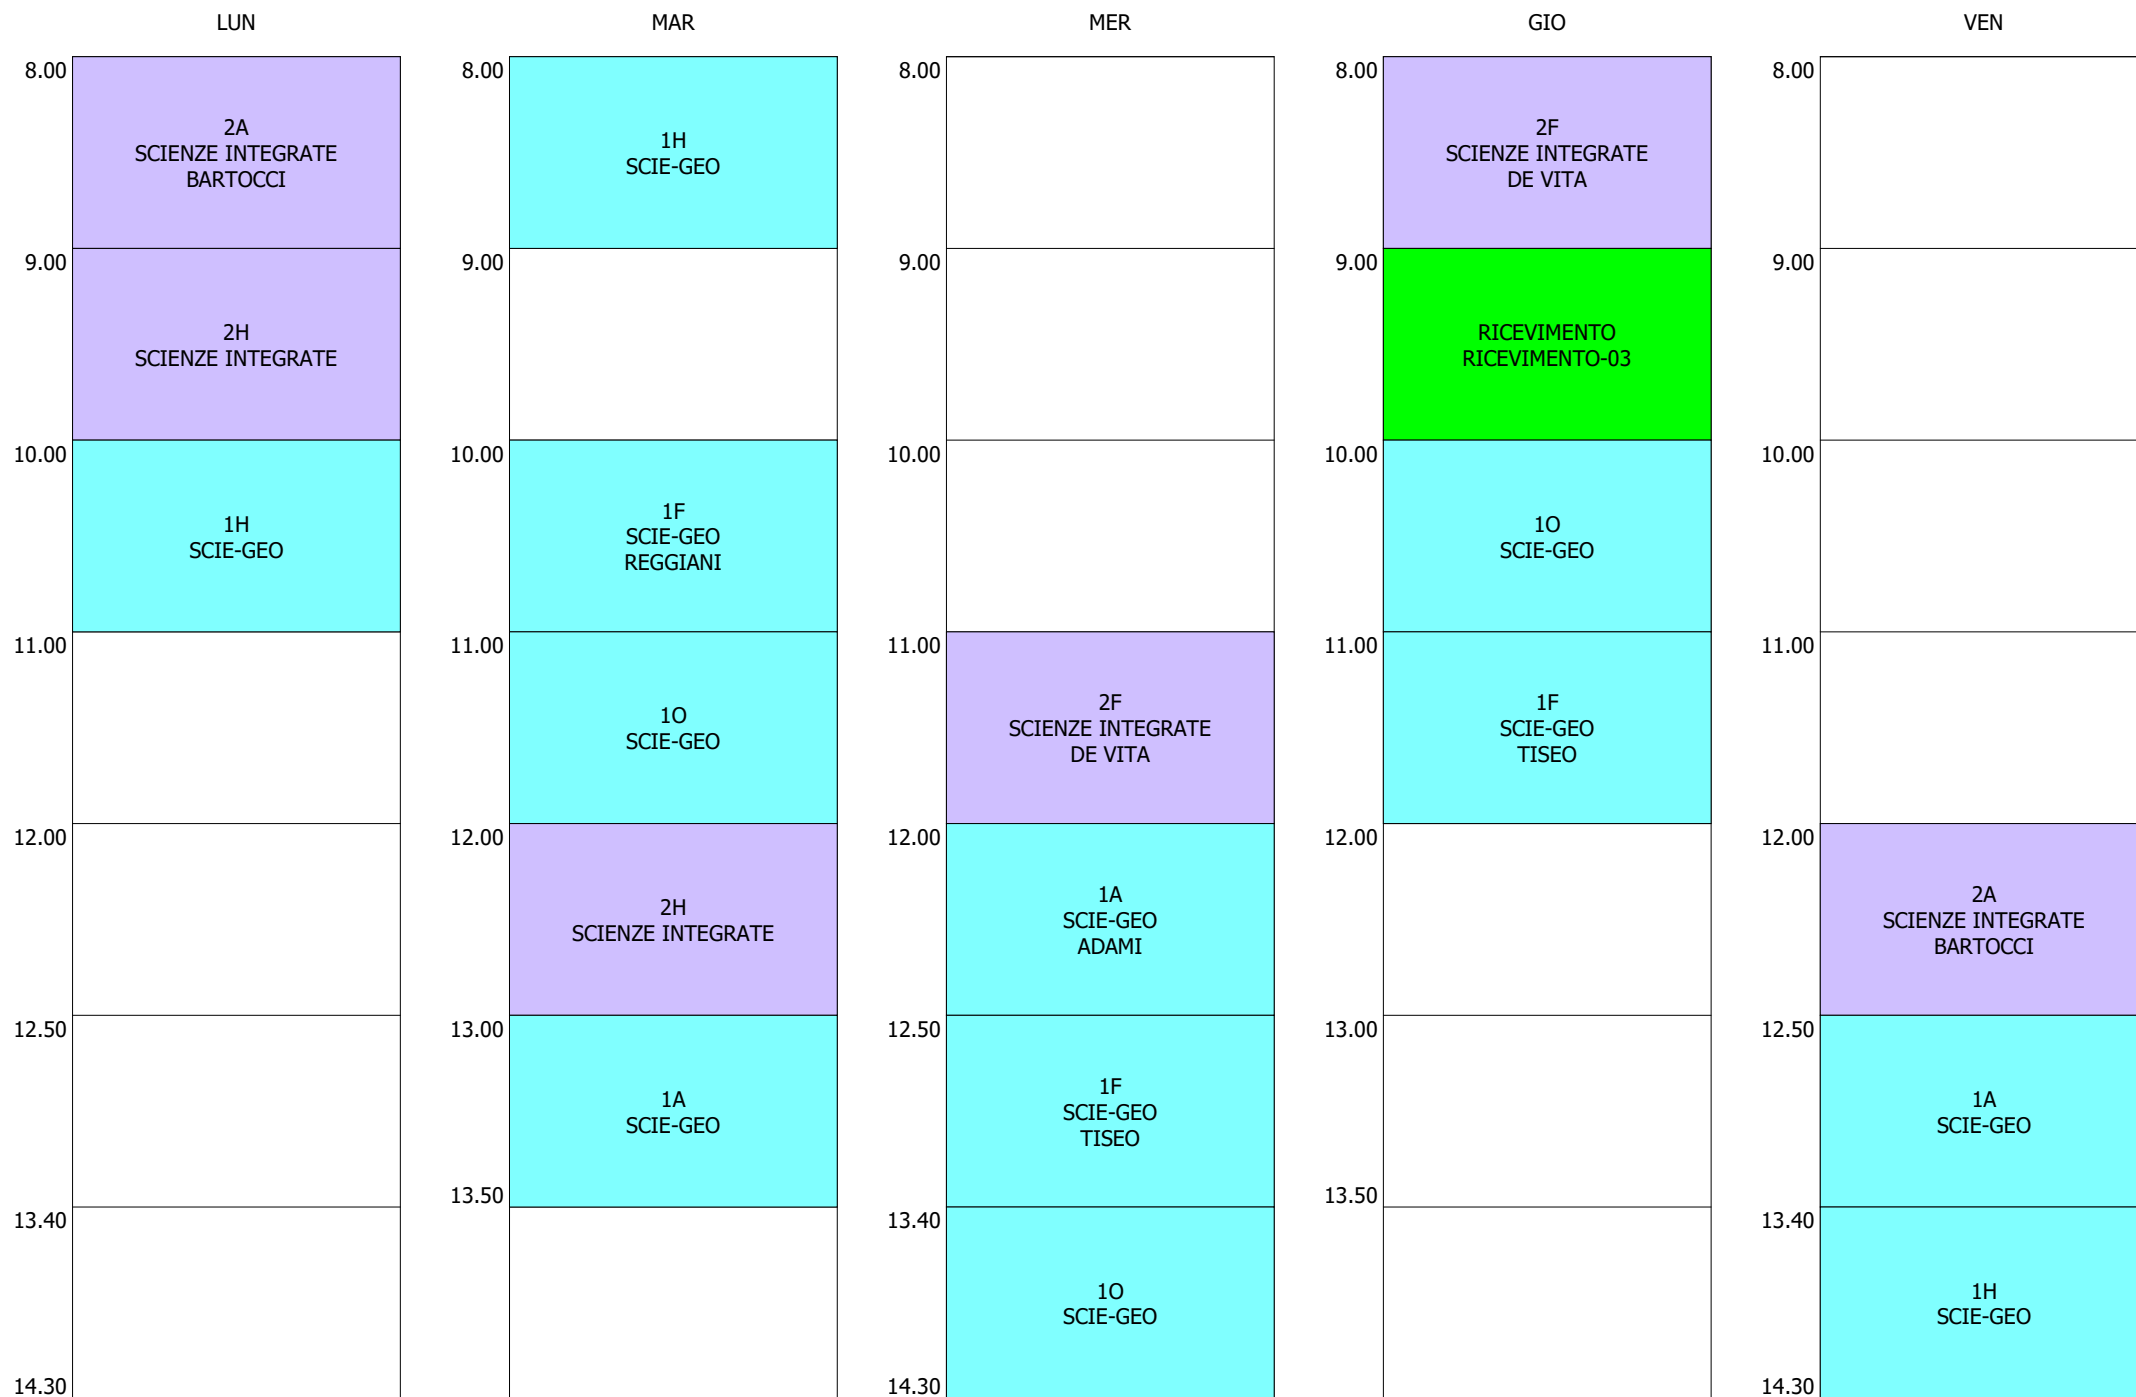 LUN
MAR
MER
GIO
VEN
8.00
2A
SCIENZE INTEGRATE
BARTOCCI
9.00
2H
SCIENZE INTEGRATE
10.00
1H
SCIE-GEO
11.00
12.00
12.50
13.40
14.30
8.00
1H
SCIE-GEO
9.00
10.00
1F
SCIE-GEO
REGGIANI
11.00
1O
SCIE-GEO
12.00
2H
SCIENZE INTEGRATE
13.00
1A
SCIE-GEO
13.50
8.00
9.00
10.00
11.00
2F
SCIENZE INTEGRATE
DE VITA
12.00
1A
SCIE-GEO
ADAMI
12.50
1F
SCIE-GEO
TISEO
13.40
1O
SCIE-GEO
14.30
8.00
2F
SCIENZE INTEGRATE
DE VITA
9.00
RICEVIMENTO
RICEVIMENTO-03
10.00
1O
SCIE-GEO
11.00
1F
SCIE-GEO
TISEO
12.00
13.00
13.50
8.00
9.00
10.00
11.00
12.00
2A
SCIENZE INTEGRATE
BARTOCCI
12.50
1A
SCIE-GEO
13.40
1H
SCIE-GEO
14.30